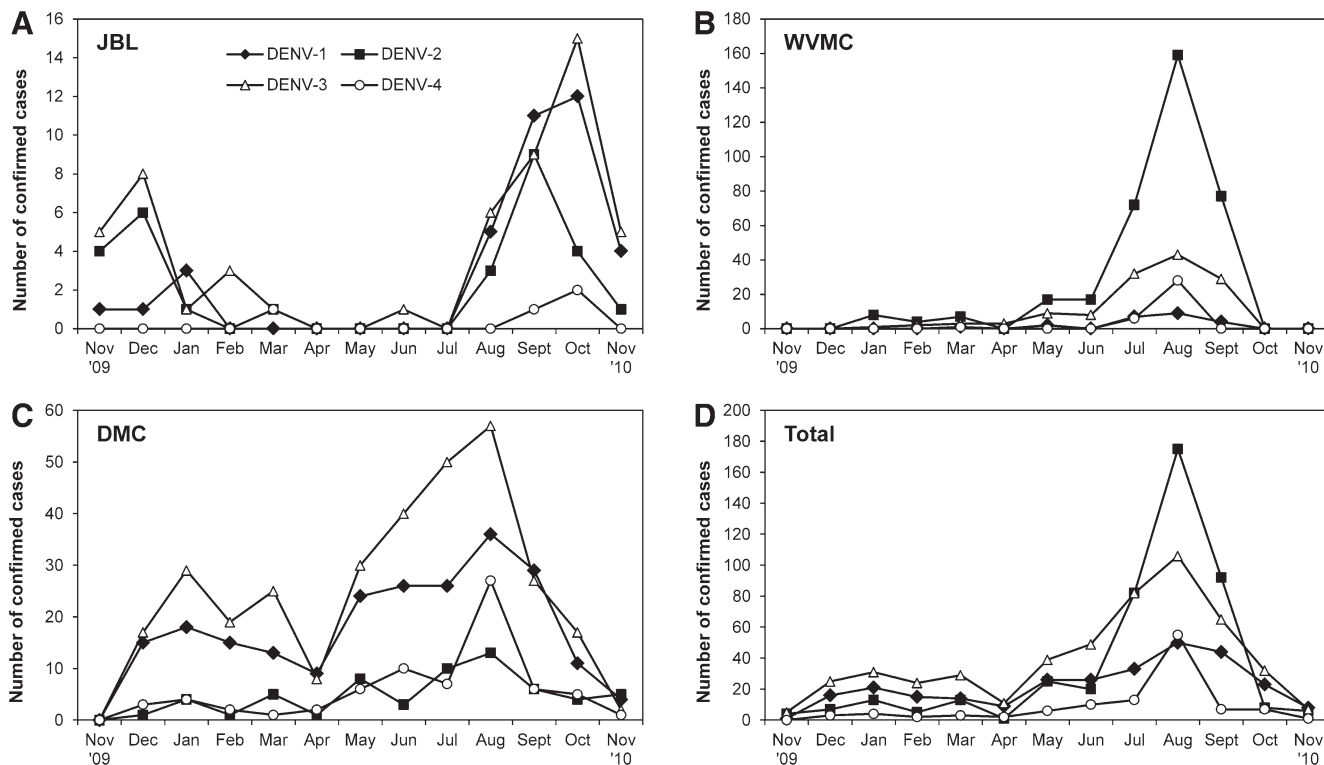 A
JBL
DENV-1
DENV-2
DENV-3
DENV-4
Number of confirmed cases
16
14
12
10
8
6
4
2
0
Nov Dec Jan Feb Mar Apr May Jun Jul Aug Sept Oct Nov
'09 '10
B
WVMC
Number of confirmed cases
180
160
140
120
100
80
60
40
20
0
Nov Dec Jan Feb Mar Apr May Jun Jul Aug Sept Oct Nov
'09 '10
C
DMC
Number of confirmed cases
60
50
40
30
20
10
0
Nov Dec Jan Feb Mar Apr May Jun Jul Aug Sept Oct Nov
'09 '10
D
Total
Number of confirmed cases
200
180
160
140
120
100
80
60
40
20
0
Nov Dec Jan Feb Mar Apr May Jun Jul Aug Sept Oct Nov
'09 '10